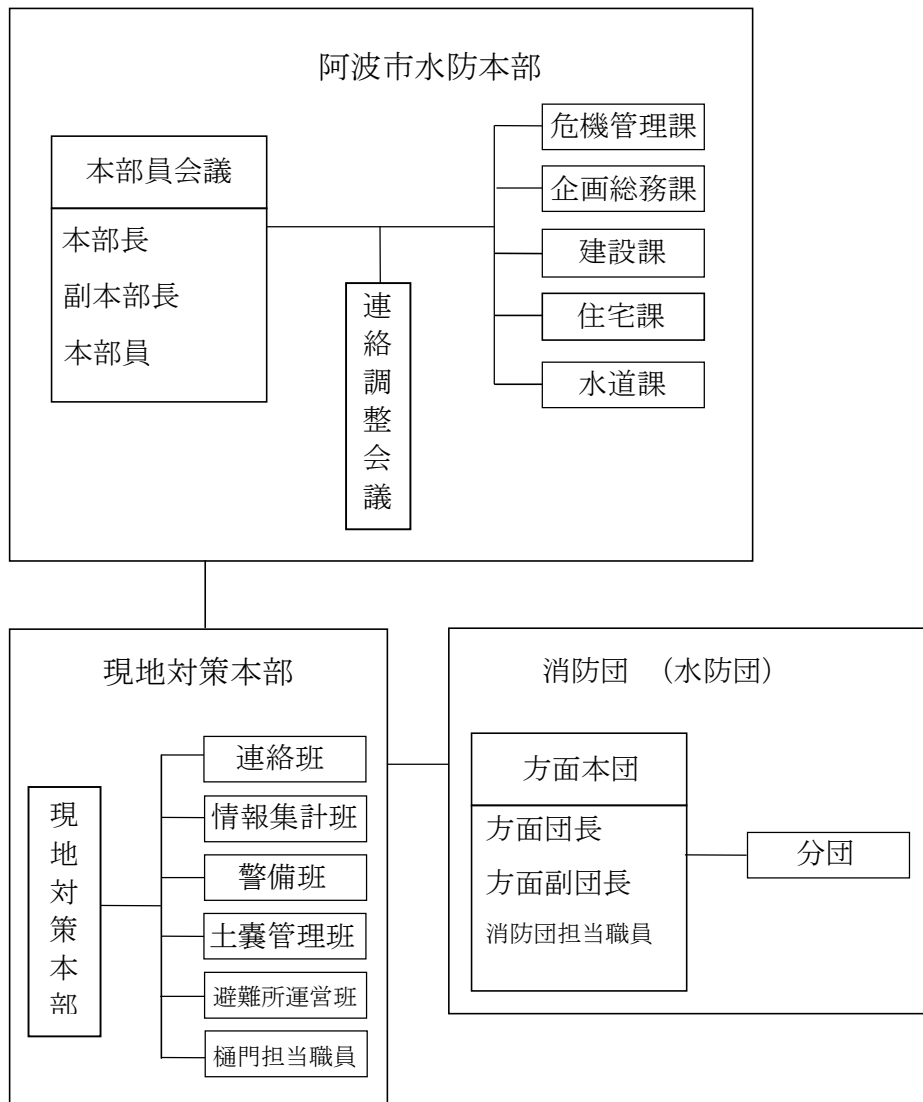 阿波市水防本部
本部員会議
本部長
副本部長
本部員
連絡調整会議
危機管理課
企画総務課
建設課
住宅課
水道課
現地対策本部
現地対策本部
連絡班
情報集計班
警備班
土嚢管理班
避難所運営班
樋門担当職員
消防団 （水防団）
方面本団
方面団長
方面副団長
消防団担当職員
分団